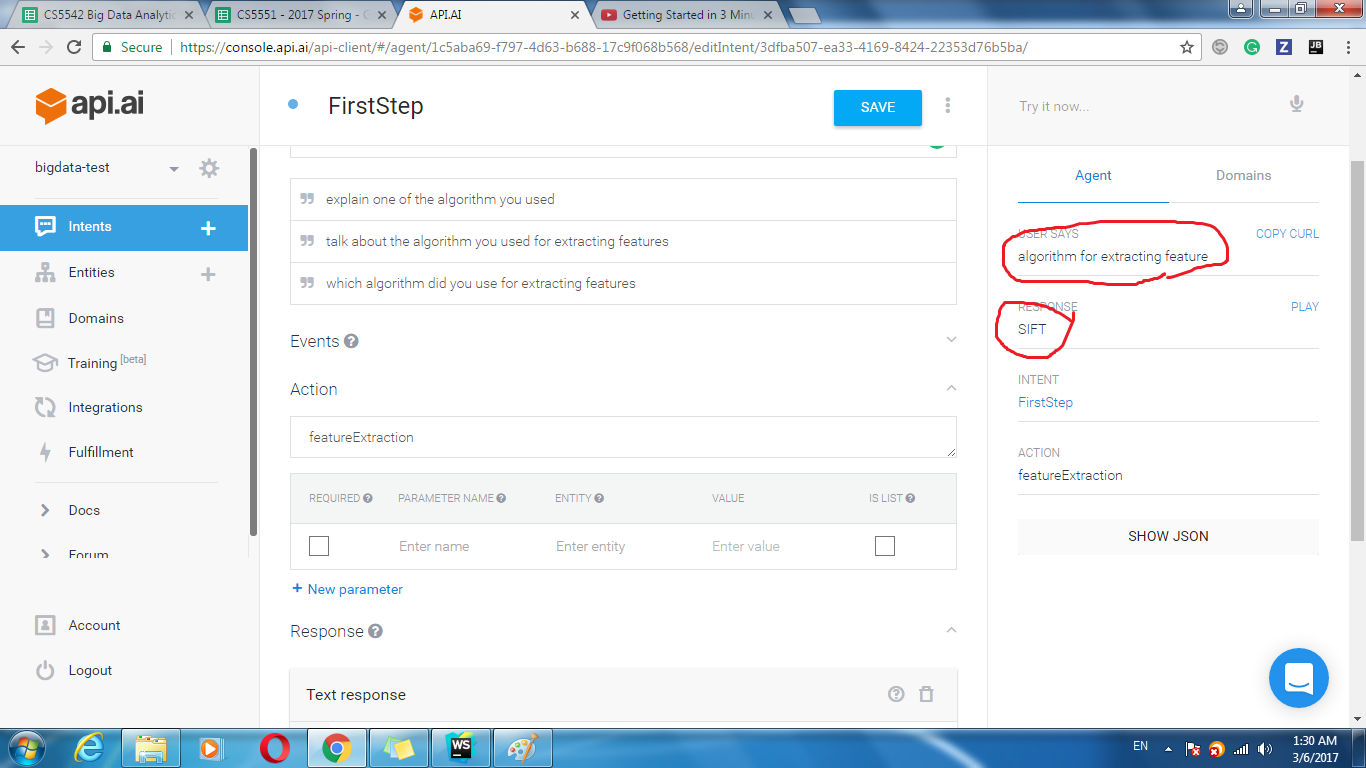 CS5542 Big Data Analytic
CS5551 - 2017 Spring - G
API.AI
Getting Started in 3 Minu
Secure
https://console.api.ai/api-client/#/agent/1c5aba69-f797-4d63-b688-17c9f068b568/editIntent/3dfba507-ea33-4169-8424-22353d76b5ba/
api.ai
bigdata-test
Intents
Entities
Domains
Training [beta]
Integrations
Fulfillment
Docs
Forum
Account
Logout
FirstStep
SAVE
explain one of the algorithm you used
talk about the algorithm you used for extracting features
which algorithm did you use for extracting features
Events
Action
featureExtraction
REQUIRED PARAMETER NAME ENTITY VALUE IS LIST
Enter name Enter entity Enter value
+ New parameter
Response
Text response
Try it now...
Agent Domains
USER SAYS COPY CURL
algorithm for extracting feature
RESPONSE PLAY
SIFT
INTENT
FirstStep
ACTION
featureExtraction
SHOW JSON
WS
EN
1:30 AM
3/6/2017